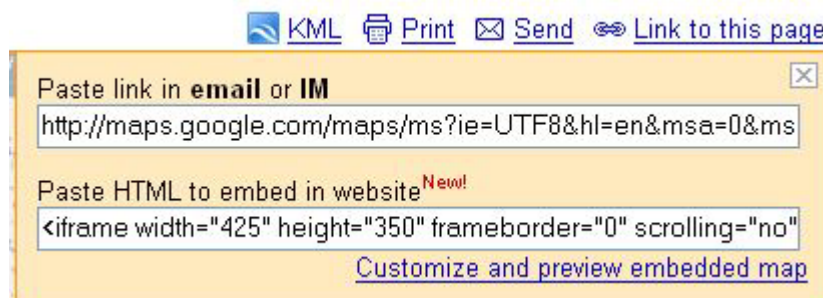 KML Print Send Link to this page
Paste link in email or IM
http://maps.google.com/maps/ms?ie=UTF8&hl=en&msa=0&ms
Paste HTML to embed in website New!
<iframe width="425" height="350" frameborder="0" scrolling="no"
Customize and preview embedded map